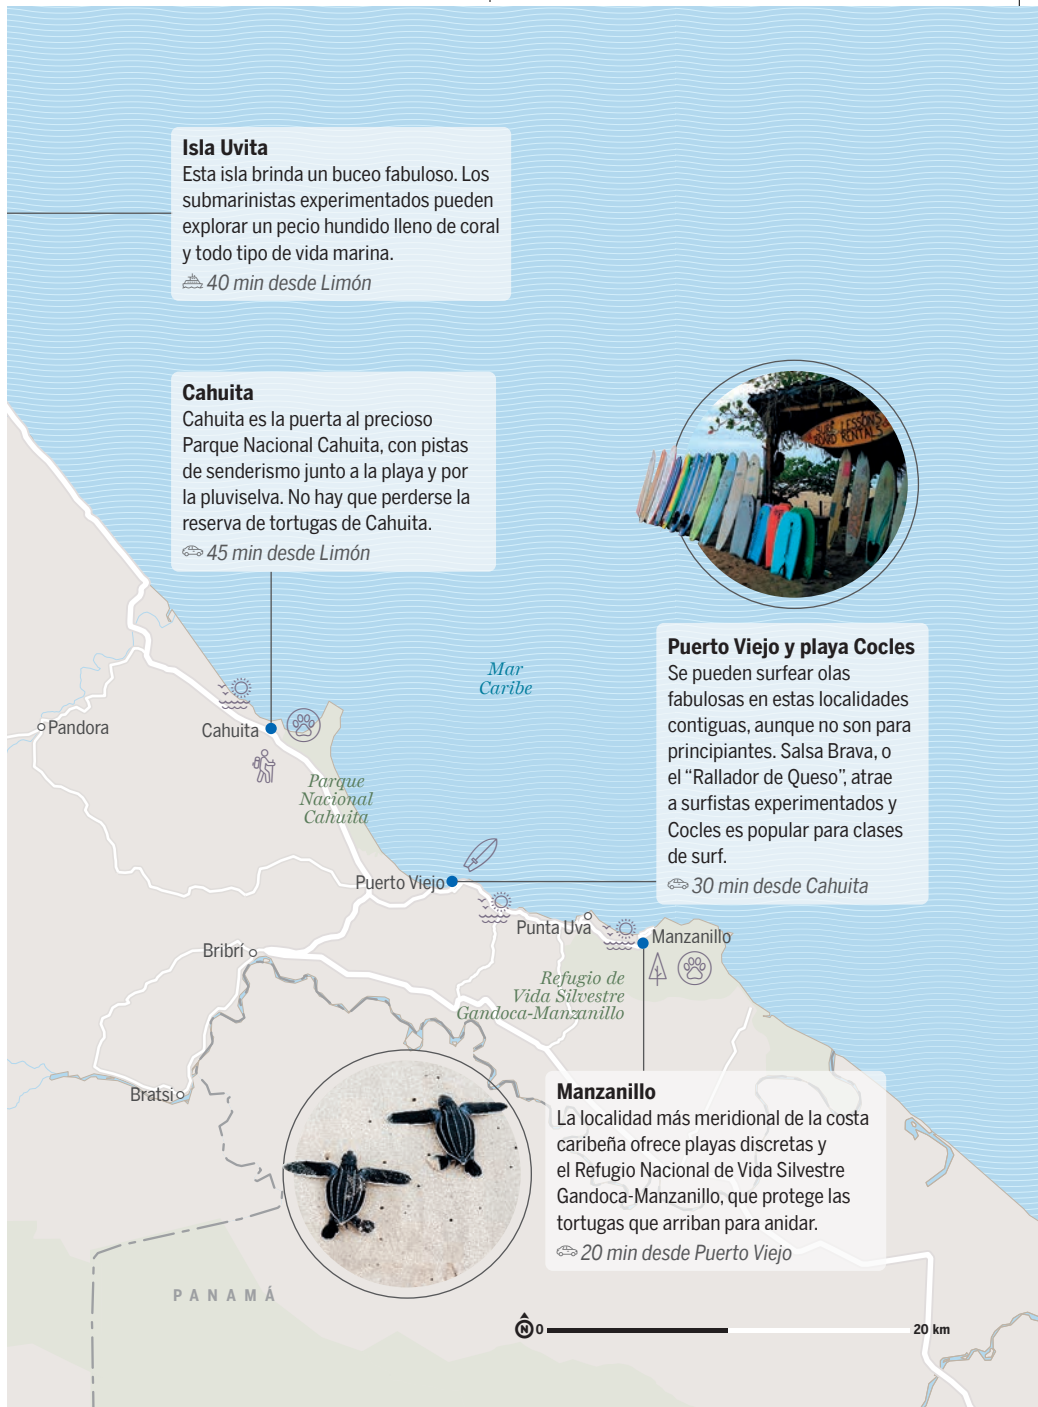 Isla Uvita
Esta isla brinda un buceo fabuloso. Los
submarinistas experimentados pueden
explorar un pecio hundido lleno de coral
y todo tipo de vida marina.
40 min desde Limón
Cahuita
Cahuita es la puerta al precioso
Parque Nacional Cahuita, con pistas
de senderismo junto a la playa y por
la pluviselva. No hay que perderse la
reserva de tortugas de Cahuita.
45 min desde Limón
SURF LESSONS
BOARD RENTALS
Puerto Viejo y playa Cocles
Se pueden surfear olas
fabulosas en estas localidades
contiguas, aunque no son para
principiantes. Salsa Brava, o
el “Rallador de Queso”, atrae
a surfistas experimentados y
Cocles es popular para clases
de surf.
30 min desde Cahuita
Mar
Caribe
Pandora
Cahuita
Parque
Nacional
Cahuita
Puerto Viejo
Punta Uva
Manzanillo
Bribrí
Refugio de
Vida Silvestre
Gandoca-Manzanillo
Bratsi
Manzanillo
La localidad más meridional de la costa
caribeña ofrece playas discretas y
el Refugio Nacional de Vida Silvestre
Gandoca-Manzanillo, que protege las
tortugas que arriban para anidar.
20 min desde Puerto Viejo
PANAMÁ
N 0 20 km